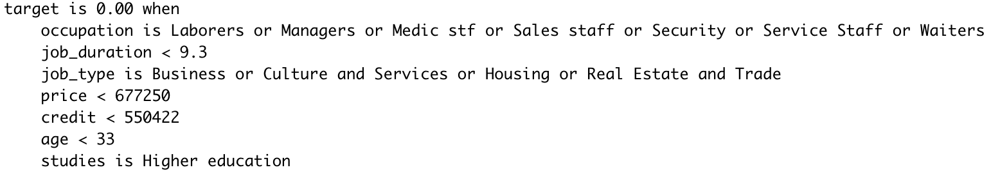 target is 0.00 when
    occupation is Laborers or Managers or Medic stf or Sales staff or Security or Service Staff or Waiters
    job_duration < 9.3
    job_type is Business or Culture and Services or Housing or Real Estate and Trade
    price < 677250
    credit < 550422
    age < 33
    studies is Higher education